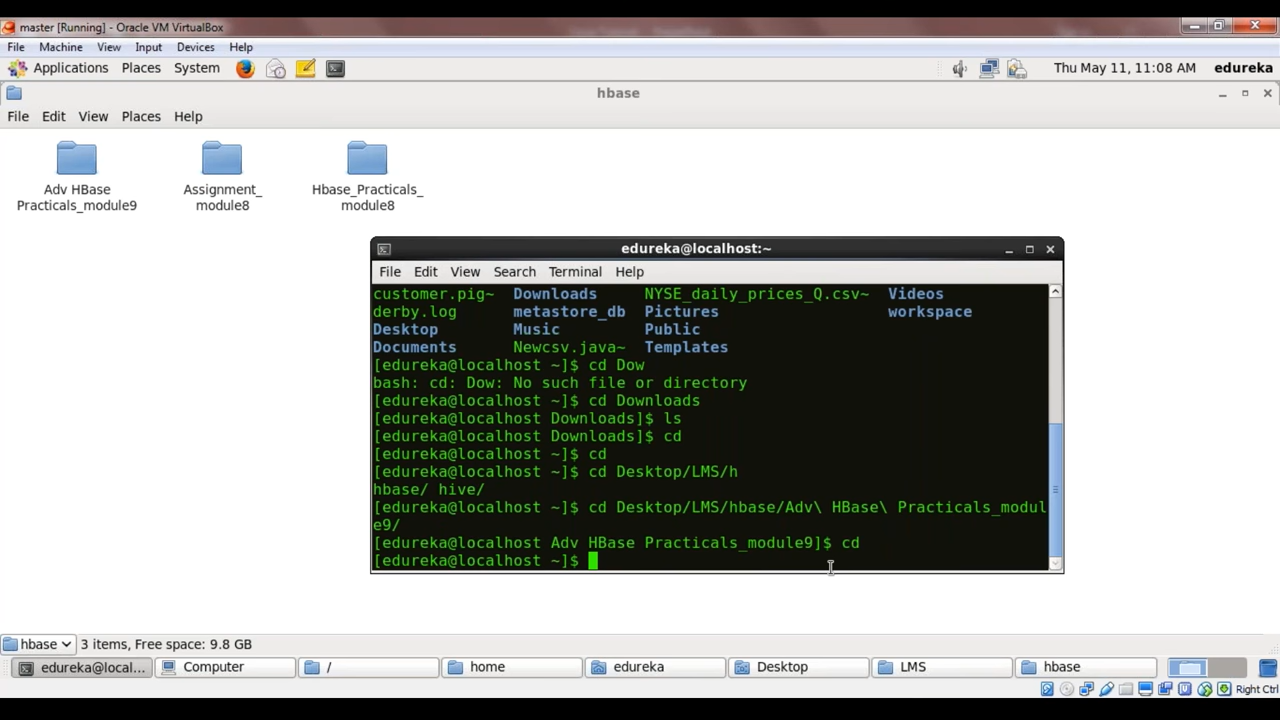 master [Running] - Oracle VM VirtualBox
File Machine View Input Devices Help
Applications Places System Thu May 11, 11:08 AM edureka
hbase
File Edit View Places Help
Adv HBase Practicals_module9
Assignment_module8
Hbase_Practicals_module8
edureka@localhost:~
File Edit View Search Terminal Help
customer.pig~ Downloads NYSE_daily_prices_Q.csv~ Videos
derby.log metastore_db Pictures workspace
Desktop Music Public
Documents Newcsv.java~ Templates
[edureka@localhost ~]$ cd Dow
bash: cd: Dow: No such file or directory
[edureka@localhost ~]$ cd Downloads
[edureka@localhost Downloads]$ ls
[edureka@localhost Downloads]$ cd
[edureka@localhost ~]$ cd
[edureka@localhost ~]$ cd Desktop/LMS/h
hbase/ hive/
[edureka@localhost ~]$ cd Desktop/LMS/hbase/Adv\ HBase\ Practicals_modul
e9/
[edureka@localhost Adv HBase Practicals_module9]$ cd
[edureka@localhost ~]$
hbase 3 items, Free space: 9.8 GB
edureka@local... Computer / home edureka Desktop LMS hbase
Right Ctrl